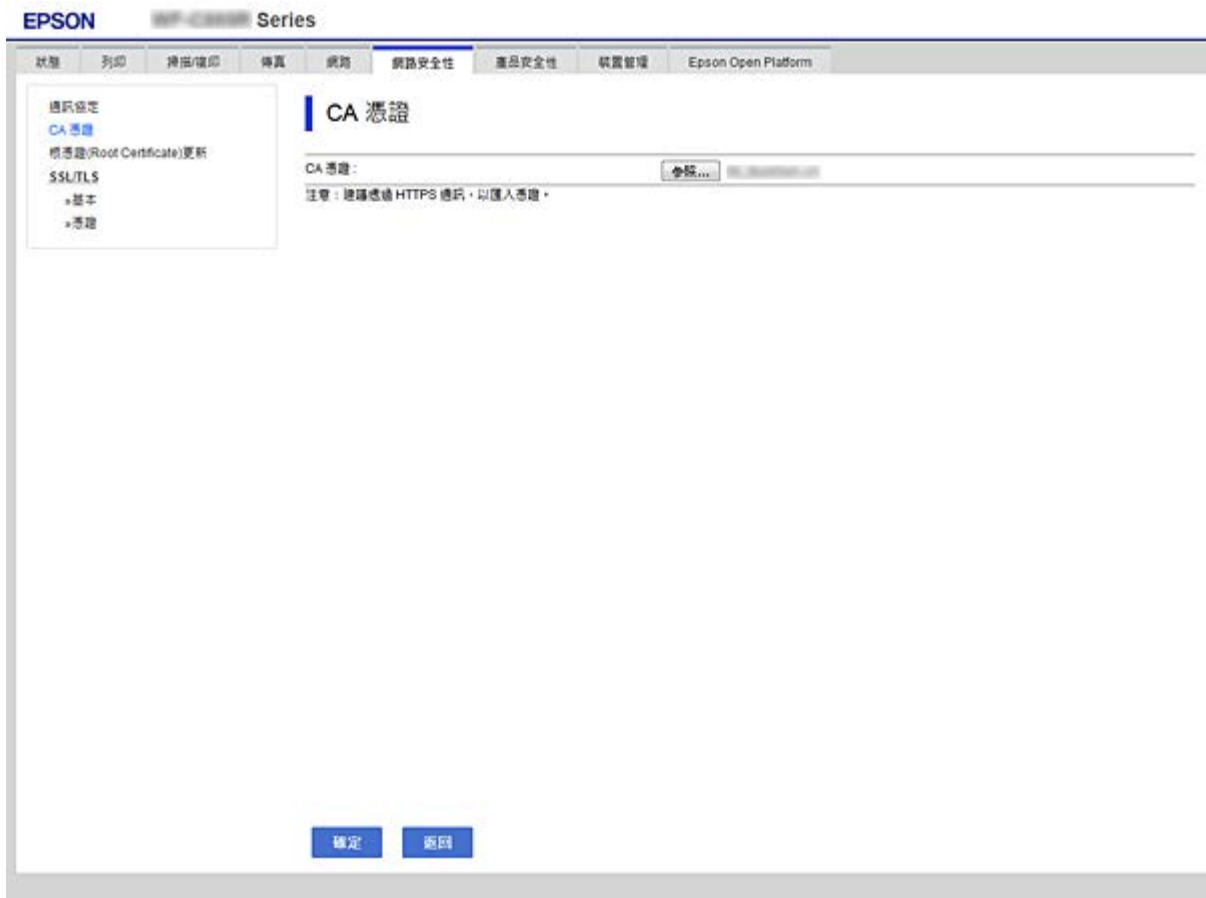 EPSON Series
狀態 列印 掃描/複印 傳真 網路 網路安全性 產品安全性 裝置管理 Epson Open Platform
通訊協定
CA 憑證
根憑證(Root Certificate)更新
SSL/TLS
»基本
»憑證
CA 憑證
CA 憑證 : 參照...
注意：建議透過 HTTPS 通訊，以匯入憑證。
確定 返回